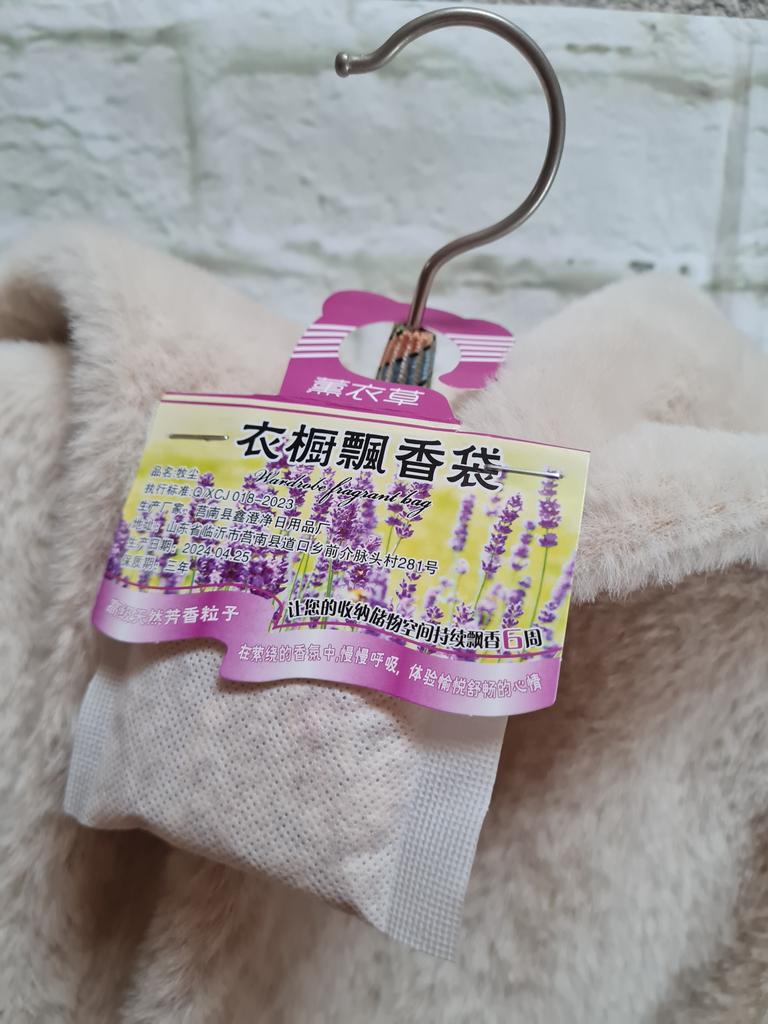 薰衣草
衣橱飘香袋
Wardrobe fragrant bag
品名:牧尘
执行标准:Q/XCJ 018-2023
生产厂家: 莒南县鑫澄净日用品厂
地址: 山东省临沂市莒南县道口乡前介脉头村281号
生产日期: 2024.04.25
保质期: 三年
天然芳香粒子
让您的收纳储物空间持续飘香6周
在萦绕的香氛中,慢慢呼吸, 体验愉悦舒畅的心情